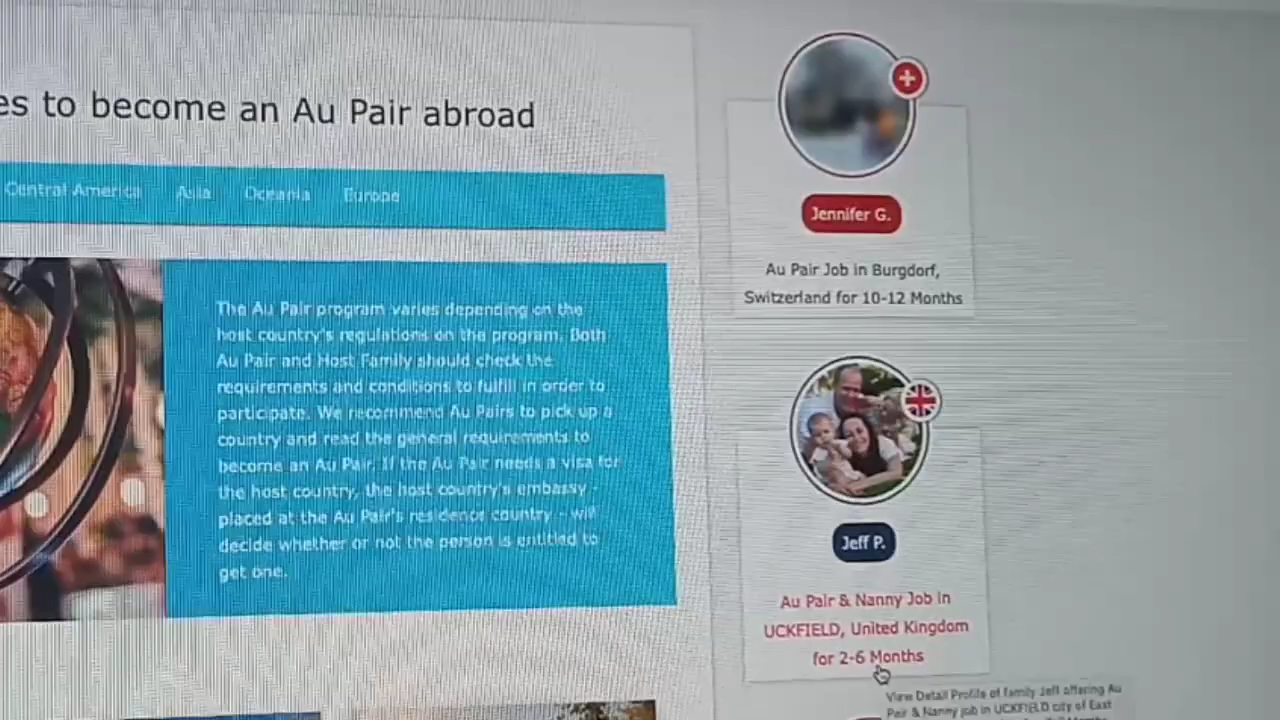 es to become an Au Pair abroad
Central America Asia Oceania Europe
The Au Pair program varies depending on the
host country's regulations on the program. Both
Au Pair and Host Family should check the
requirements and conditions to fulfill in order to
participate. We recommend Au Pairs to pick up a
country and read the general requirements to
become an Au Pair. If the Au Pair needs a visa for
the host country, the host country's embassy -
placed at the Au Pair's residence country - will
decide whether or not the person is entitled to
get one.
Jennifer G.
Au Pair Job in Burgdorf,
Switzerland for 10-12 Months
Jeff P.
Au Pair & Nanny Job in
UCKFIELD, United Kingdom
for 2-6 Months
View Detail Profile of family Jeff offering Au
Pair & Nanny job in UCKFIELD city of East